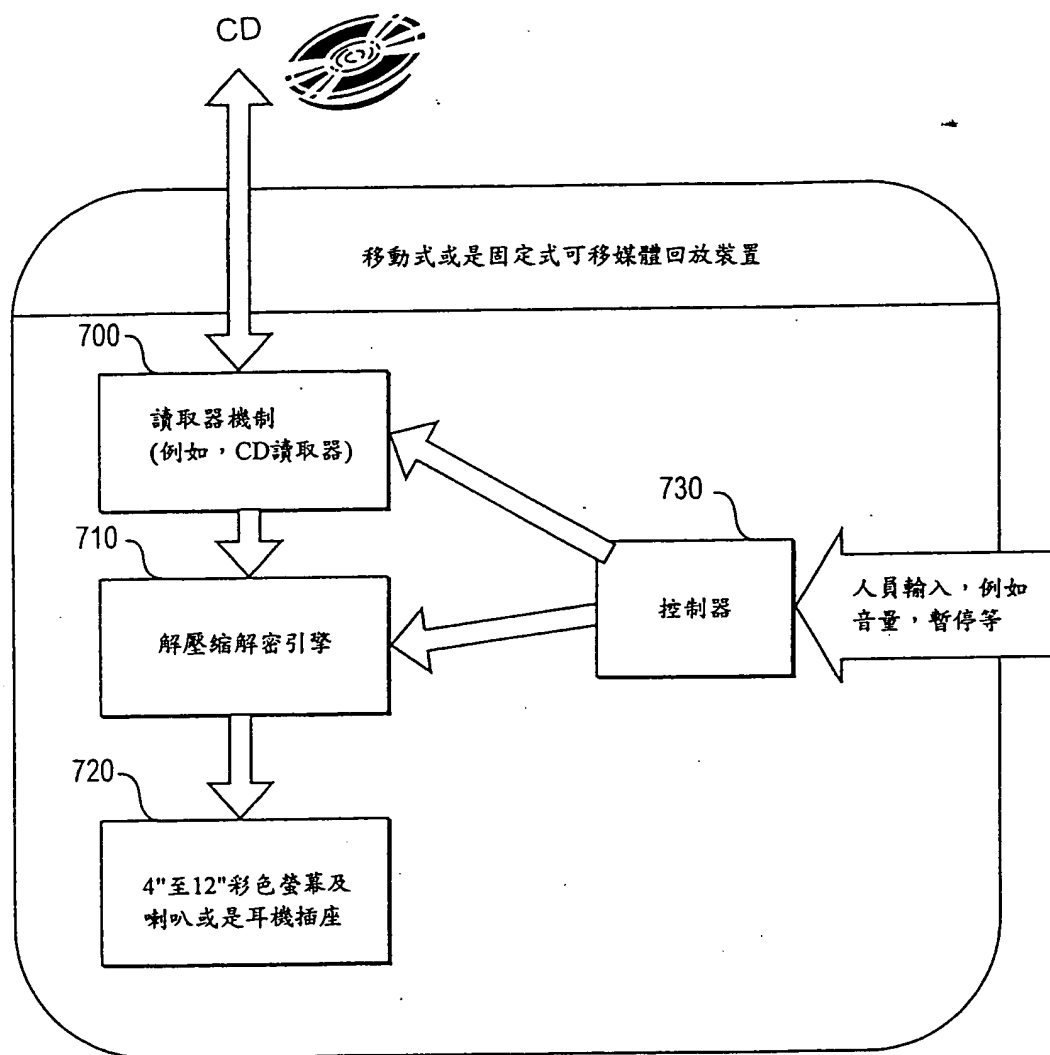 CD
移動式或是固定式可移媒體回放裝置
700
讀取器機制
(例如，CD讀取器)
730
710
控制器
人員輸入，例如
音量，暫停等
解壓縮解密引擎
720
4"至12"彩色螢幕及
喇叭或是耳機插座